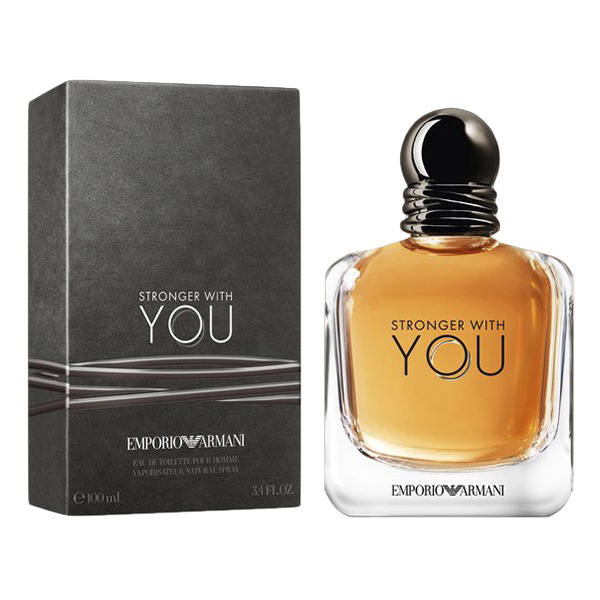 STRONGER WITH
YOU
EMPORIO ARMANI
EAU DE TOILETTE POUR HOMME
VAPORISATEUR NATURAL SPRAY
℮ 100 ml 3.4 FL.OZ
STRONGER WITH
YOU
EMPORIO ARMANI